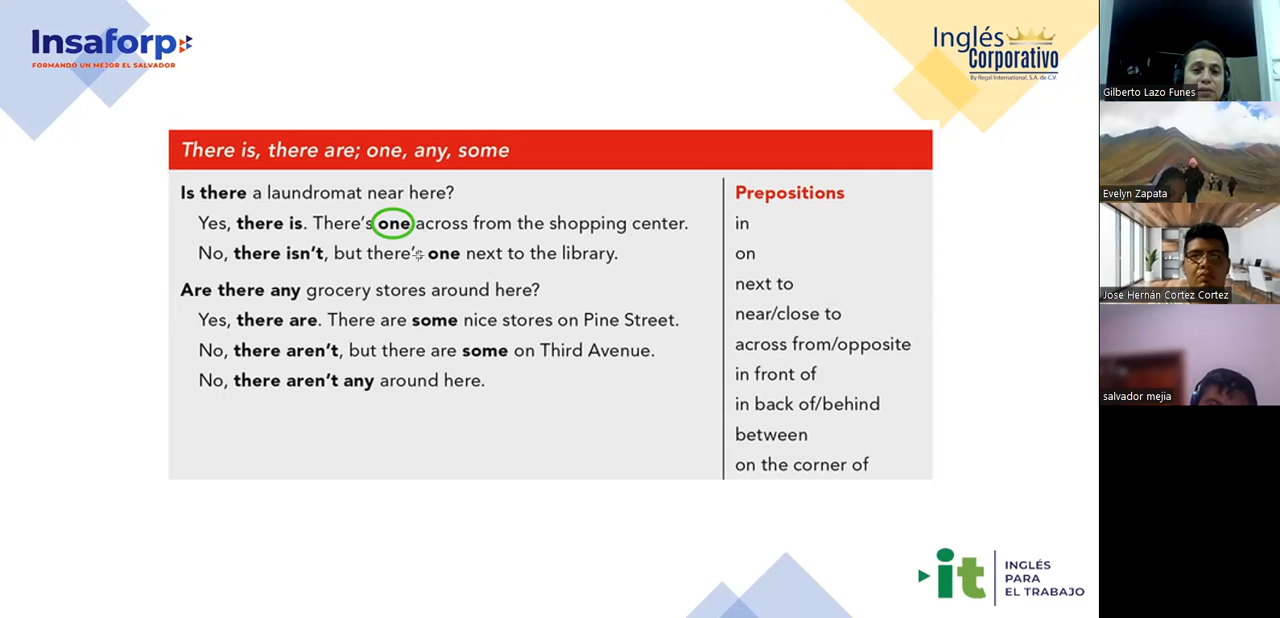 Insaforp
FORMANDO UN MEJOR EL SALVADOR
Inglés
Corporativo
By Regal International, S.A. de C.V.
There is, there are; one, any, some
Is there a laundromat near here?
Yes, there is. There's one across from the shopping center.
No, there isn't, but there's one next to the library.
Are there any grocery stores around here?
Yes, there are. There are some nice stores on Pine Street.
No, there aren't, but there are some on Third Avenue.
No, there aren't any around here.
Prepositions
in
on
next to
near/close to
across from/opposite
in front of
in back of/behind
between
on the corner of
it
INGLÉS
PARA
EL TRABAJO
Gilberto Lazo Funes
Evelyn Zapata
José Hernán Cortez Cortez
salvador mejia